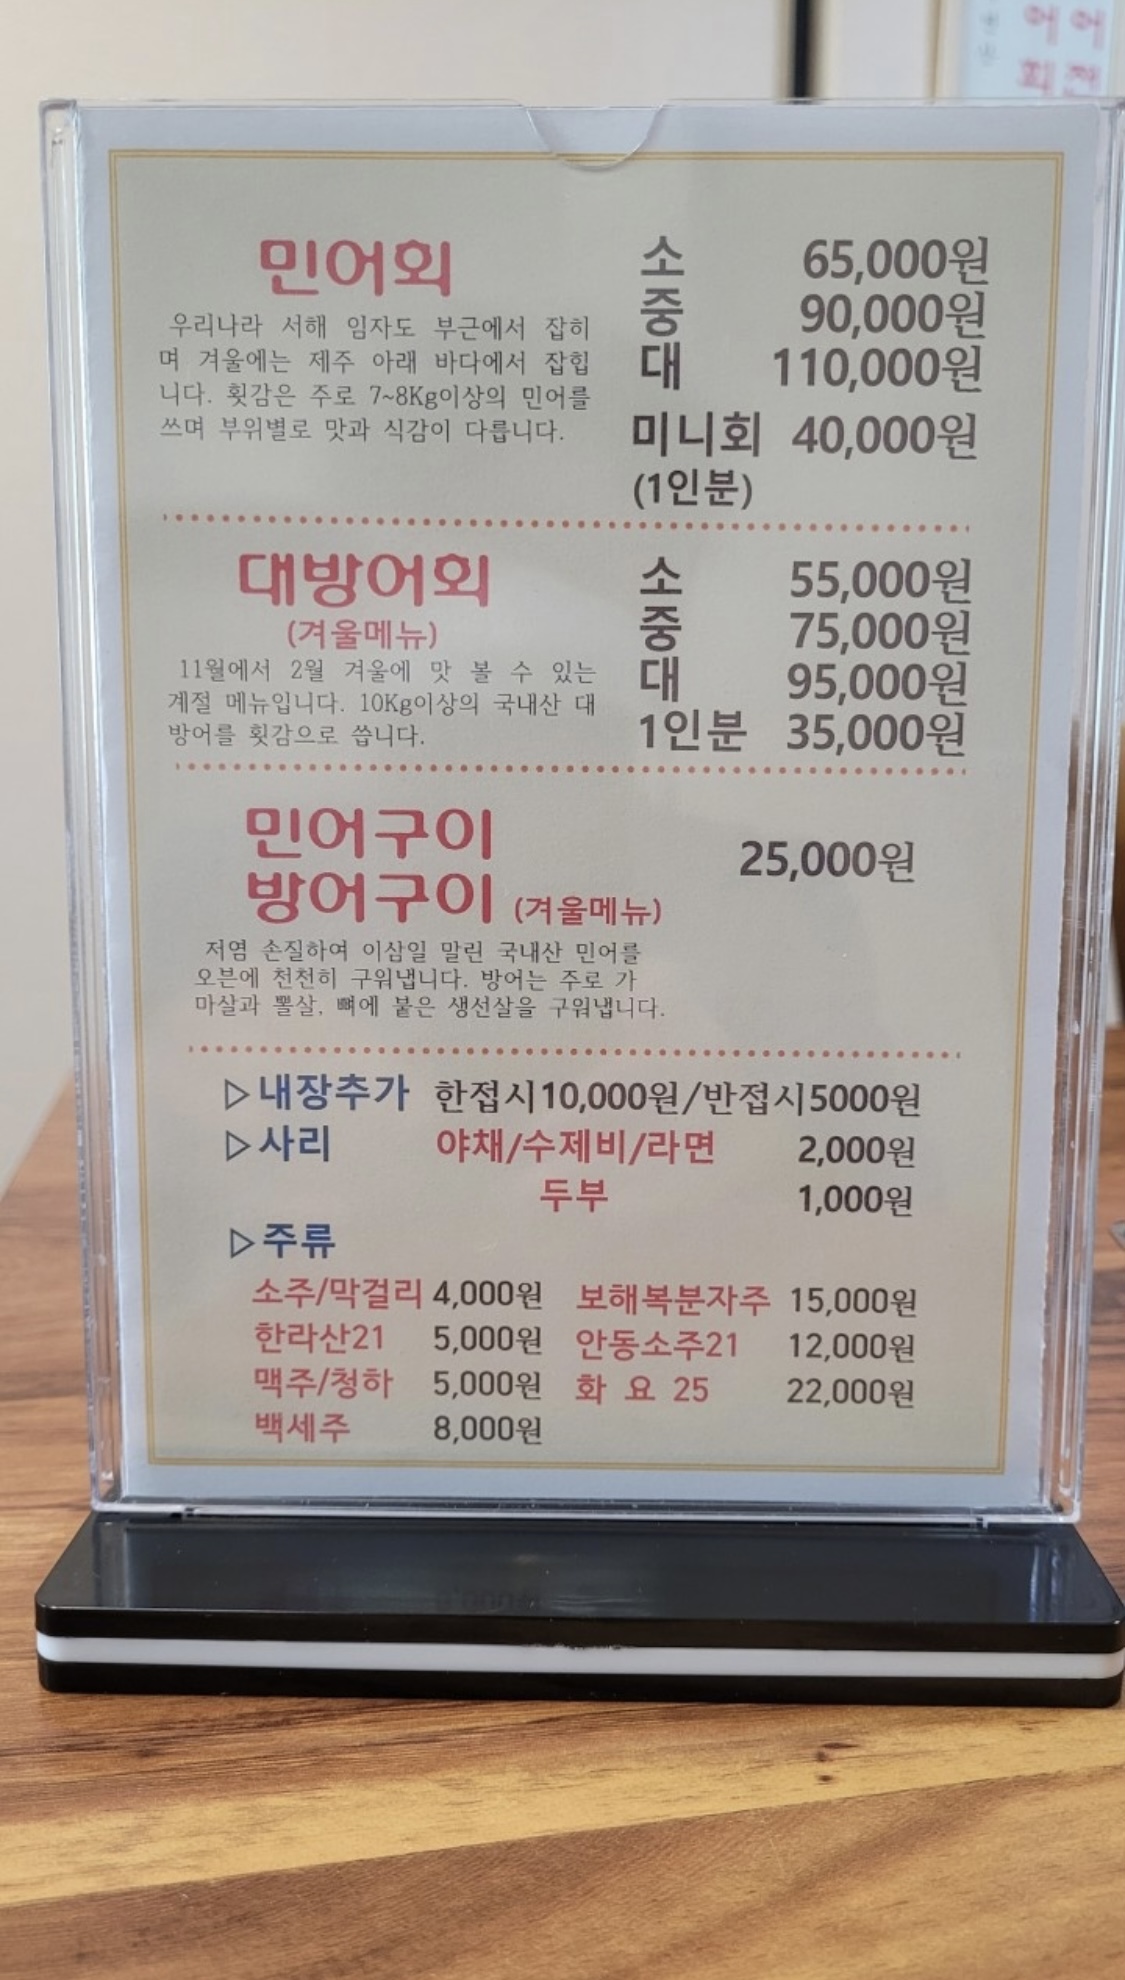 어 어
회 전
민어회
우리나라 서해 임자도 부근에서 잡히
며 겨울에는 제주 아래 바다에서 잡힙
니다. 횟감은 주로 7~8Kg이상의 민어를
쓰며 부위별로 맛과 식감이 다릅니다.
소 65,000원
중 90,000원
대 110,000원
미니회 40,000원
(1인분)
대방어회
(겨울메뉴)
11월에서 2월 겨울에 맛 볼 수 있는
계절 메뉴입니다. 10Kg이상의 국내산 대
방어를 횟감으로 씁니다.
소 55,000원
중 75,000원
대 95,000원
1인분 35,000원
민어구이
방어구이 (겨울메뉴)
25,000원
저염 손질하여 이삼일 말린 국내산 민어를
오븐에 천천히 구워냅니다. 방어는 주로 가
마살과 뽈살, 뼈에 붙은 생선살을 구워냅니다.
▷내장추가 한접시10,000원/반접시5000원
▷사리 야채/수제비/라면 2,000원
두부 1,000원
▷주류
소주/막걸리 4,000원 보해복분자주 15,000원
한라산21 5,000원 안동소주21 12,000원
맥주/청하 5,000원 화 요 25 22,000원
백세주 8,000원